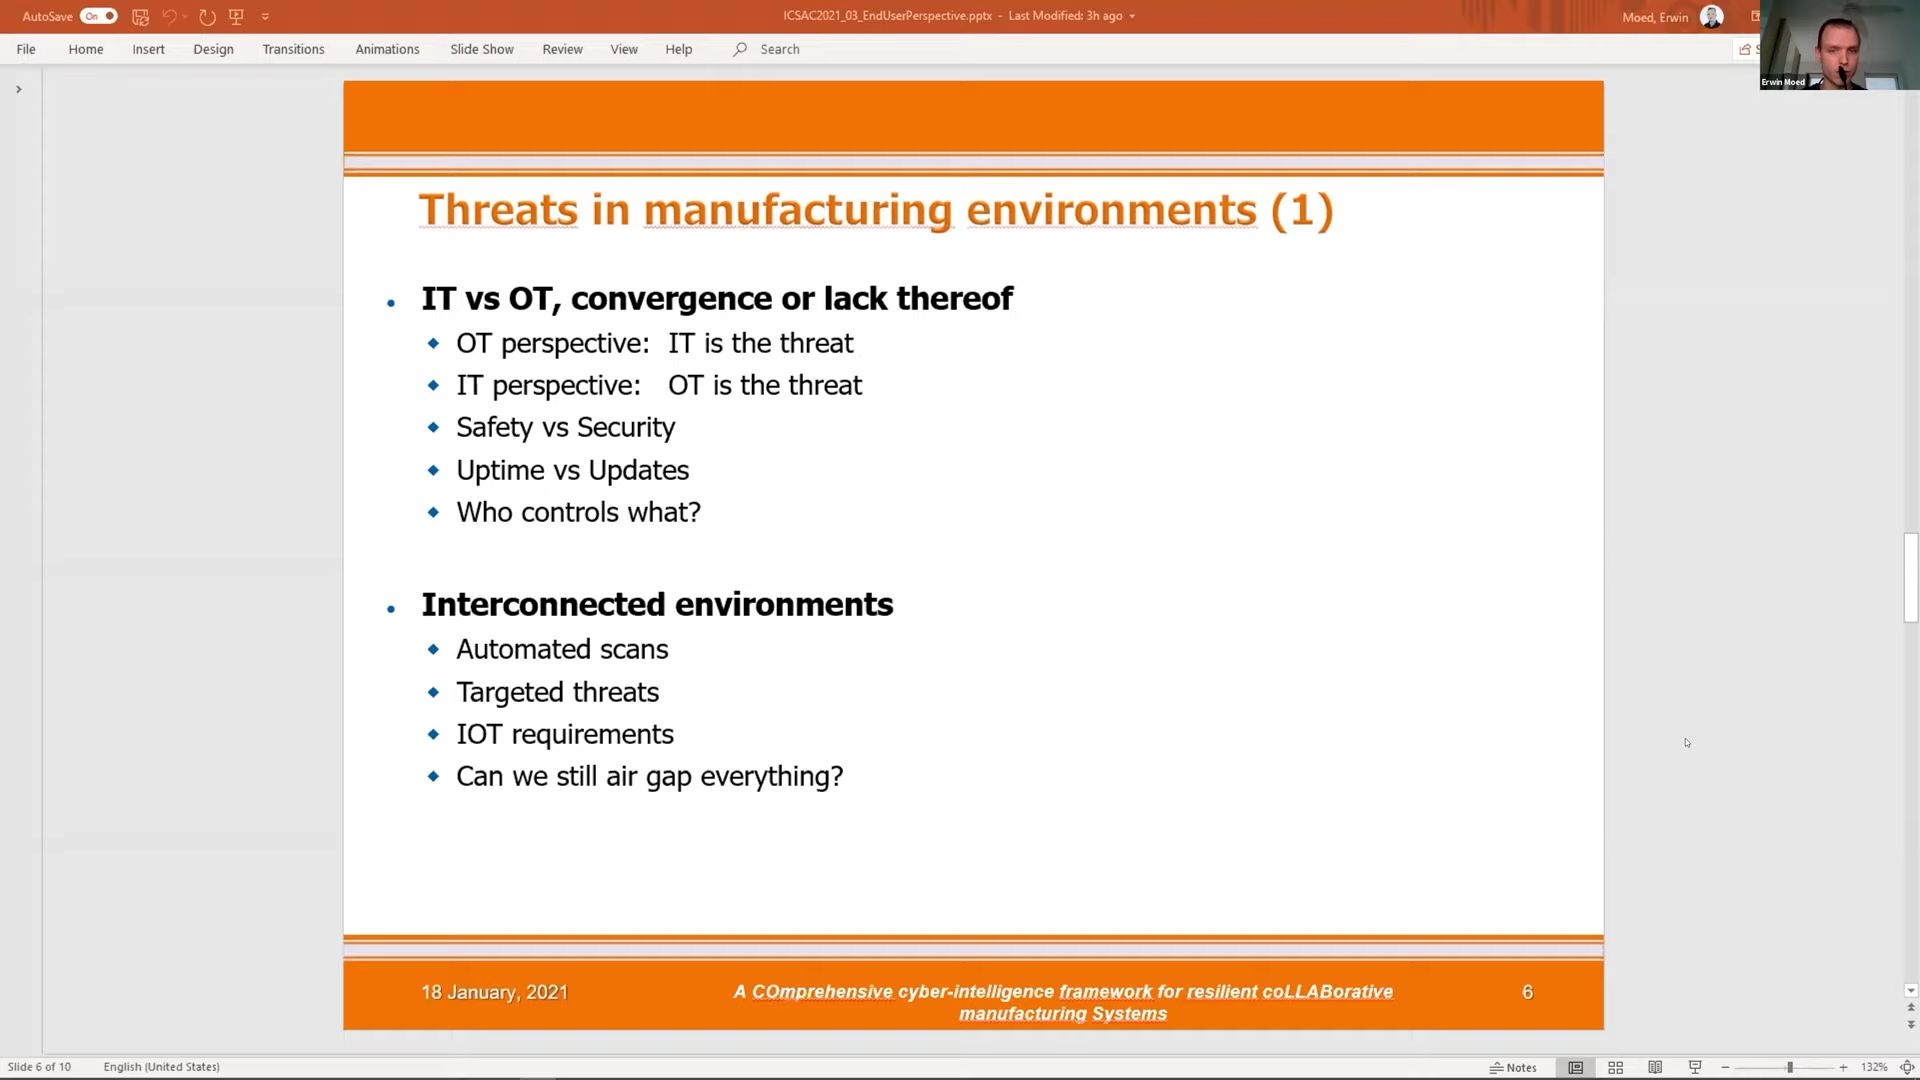 AutoSave On
ICSAC2021_03_EndUserPerspective.pptx - Last Modified: 3h ago
Moed, Erwin
File Home Insert Design Transitions Animations Slide Show Review View Help Search
Erwin Moed
Threats in manufacturing environments (1)
• IT vs OT, convergence or lack thereof
OT perspective: IT is the threat
IT perspective: OT is the threat
Safety vs Security
Uptime vs Updates
Who controls what?
• Interconnected environments
Automated scans
Targeted threats
IOT requirements
Can we still air gap everything?
18 January, 2021
A COmprehensive cyber-intelligence framework for resilient coLLABorative
manufacturing Systems
6
Slide 6 of 10 English (United States) Notes 132%